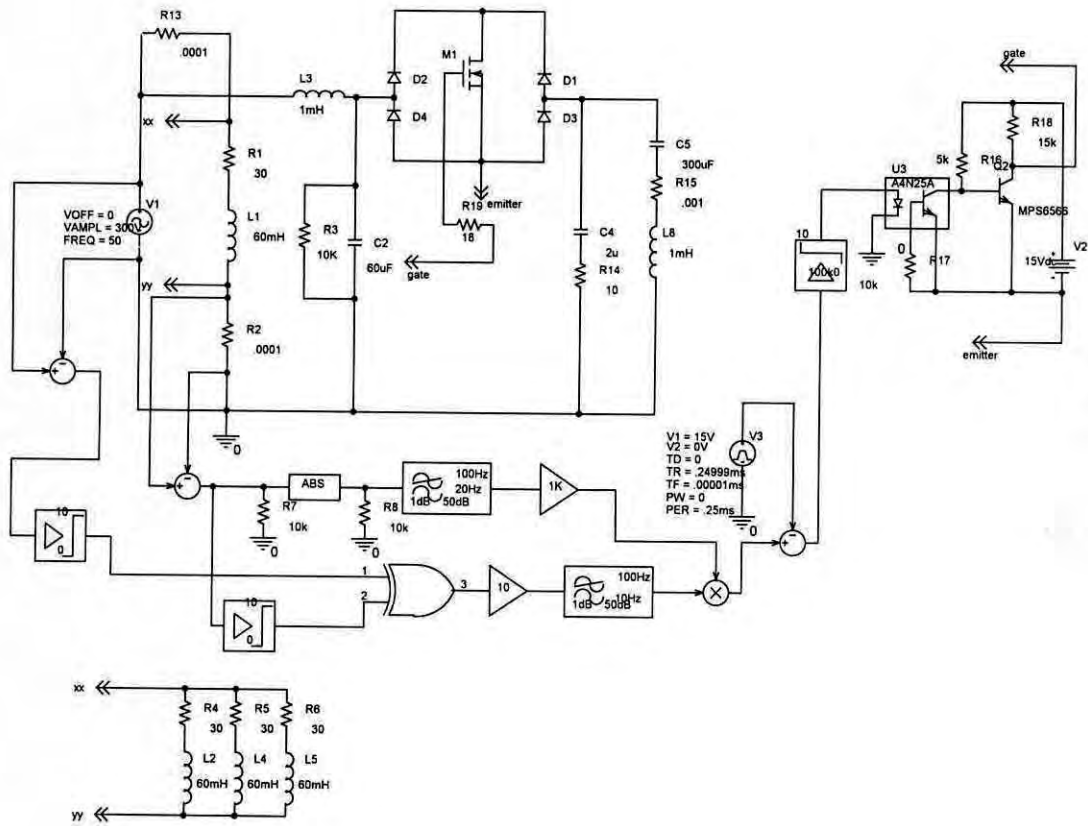 R13
.0001
xx
R1
30
L1
60mH
yy
R2
.0001
0
V1
VOFF = 0
VAMPL = 300V
FREQ = 50
L3
1mH
M1
D2
D4
D1
D3
R3
10K
C2
60uF
emitter
R19
18
gate
C4
2u
R14
10
C5
300uF
R15
.001
L8
1mH
gate
U3
A4N25A
5k
R16
R18
15k
Q2
MPS6566
0
R17
10k
15Vdc
V2
emitter
10
100k0
V1 = 15V
V2 = 0V
TD = 0
TR = .24999ms
TF = .00001ms
PW = 0
PER = .25ms
V3
0
R7
10k
0
ABS
R8
10k
0
100Hz
20Hz
1dB
50dB
1K
10
0
1
2
3
10
0
10
100Hz
10Hz
1dB
50dB
xx
R4
30
R5
30
R6
30
L2
60mH
L4
60mH
L5
60mH
yy